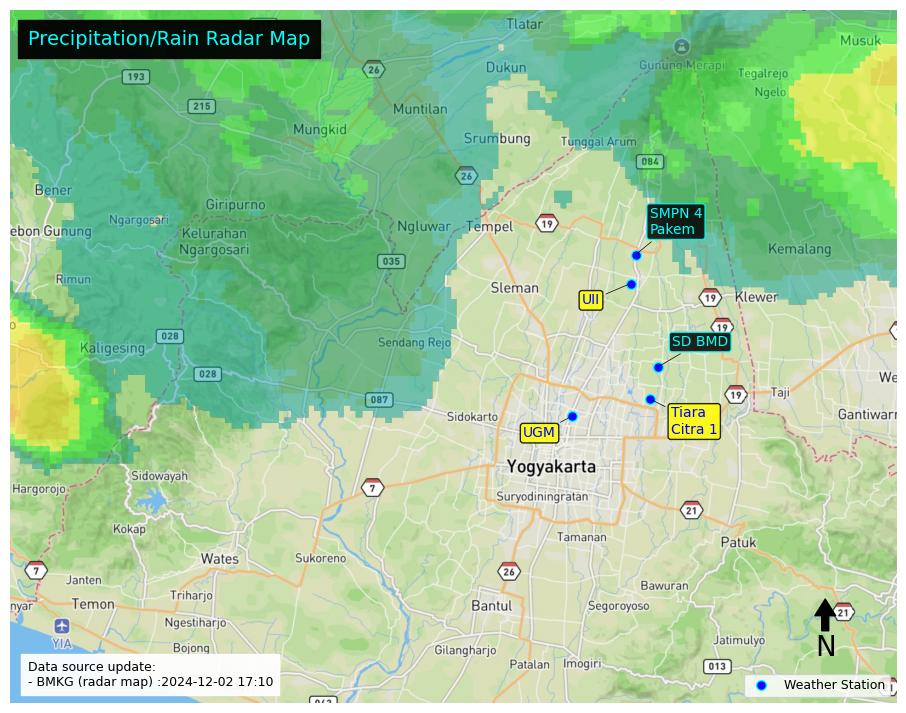 Precipitation/Rain Radar Map
Tlatar
Musuk
Gunung Merapi
26
193
Dukun
Tegalrejo
Ngelo
215
Muntilan
Mungkid
Srumbung
Tunggal Arum
084
26
Bener
Giripurno
SMPN 4
Pakem
Ngargosari
Ngluwar
Tempel
19
ebon Gunung
Kelurahan
Ngargosari
Kemalang
035
Rimun
Sleman
UII
19
Klewer
19
028
Kaligesing
Sendang Rejo
SD BMD
028
We
087
19
Taji
Sidokarto
Tiara
Citra 1
Gantiwarn
UGM
Yogyakarta
Sidowayah
Hargorojo
7
Suryodiningratan
21
Kokap
Tamanan
Patuk
Wates
Sukoreno
7
26
Janten
Bawuran
Triharjo
nyar
Temon
Bantul
Segoroyoso
21
Ngestiharjo
YIA
Jatimulyo
N
Bojong
Gilangharjo
Patalan
Imogiri
013
Data source update:
- BMKG (radar map) :2024-12-02 17:10
Weather Station